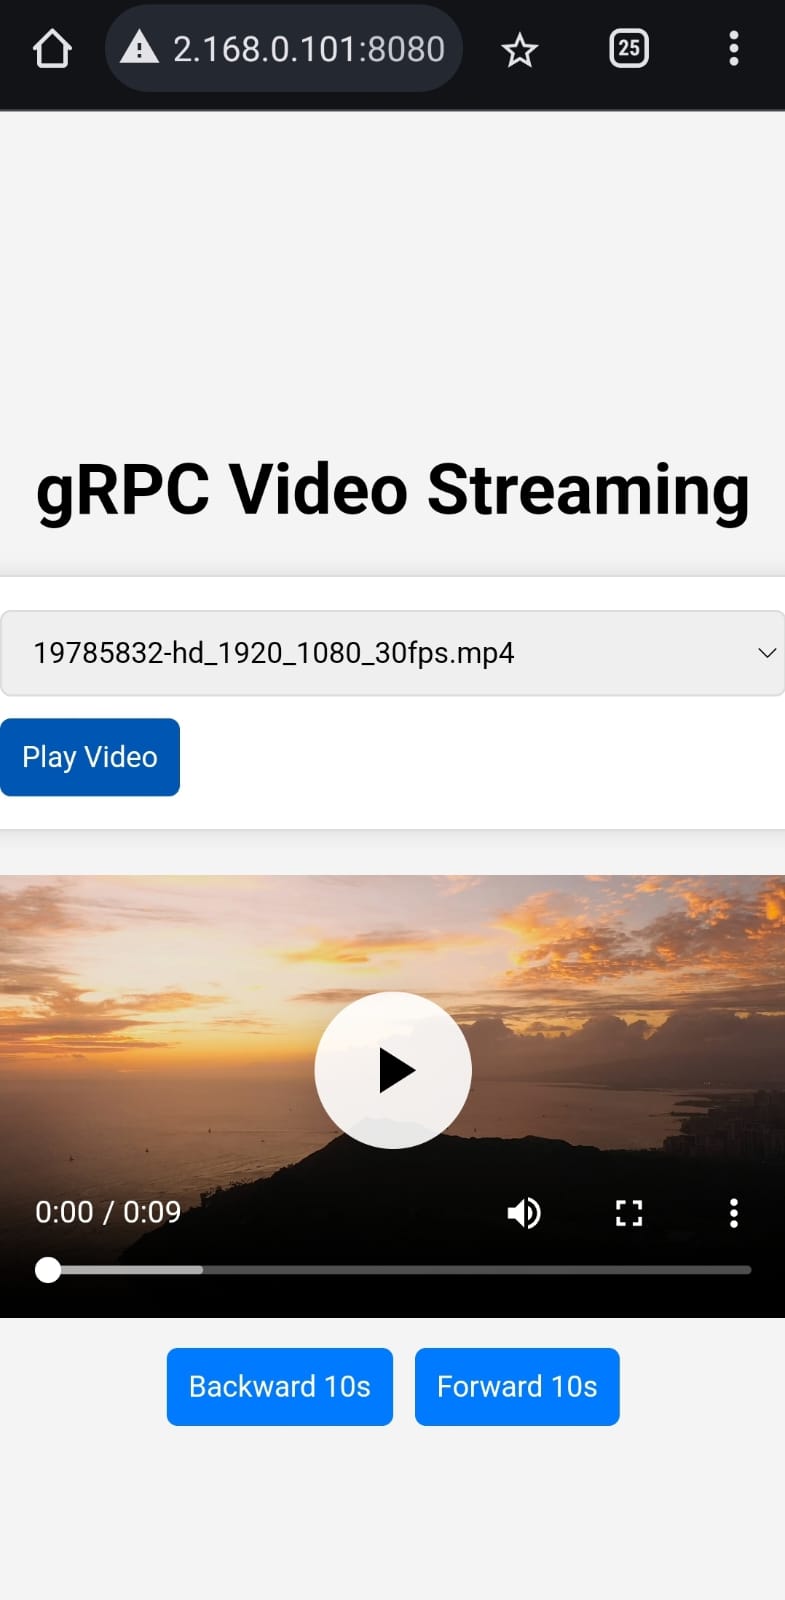 2.168.0.101:8080
25
gRPC Video Streaming
19785832-hd_1920_1080_30fps.mp4
Play Video
0:00 / 0:09
Backward 10s
Forward 10s